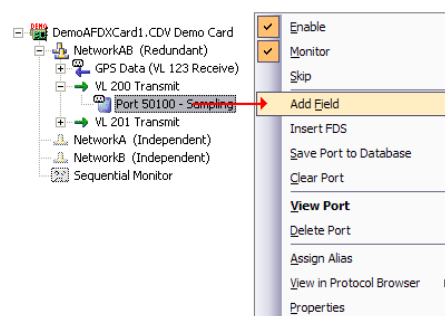 DEMO
DemoAFDXCard1.CDV Demo Card
NetworkAB (Redundant)
GPS Data (VL 123 Receive)
VL 200 Transmit
Port 50100 - Sampling
VL 201 Transmit
NetworkA (Independent)
NetworkB (Independent)
Sequential Monitor
Enable
Monitor
Skip
Add Field
Insert FDS
Save Port to Database
Clear Port
View Port
Delete Port
Assign Alias
View in Protocol Browser
Properties